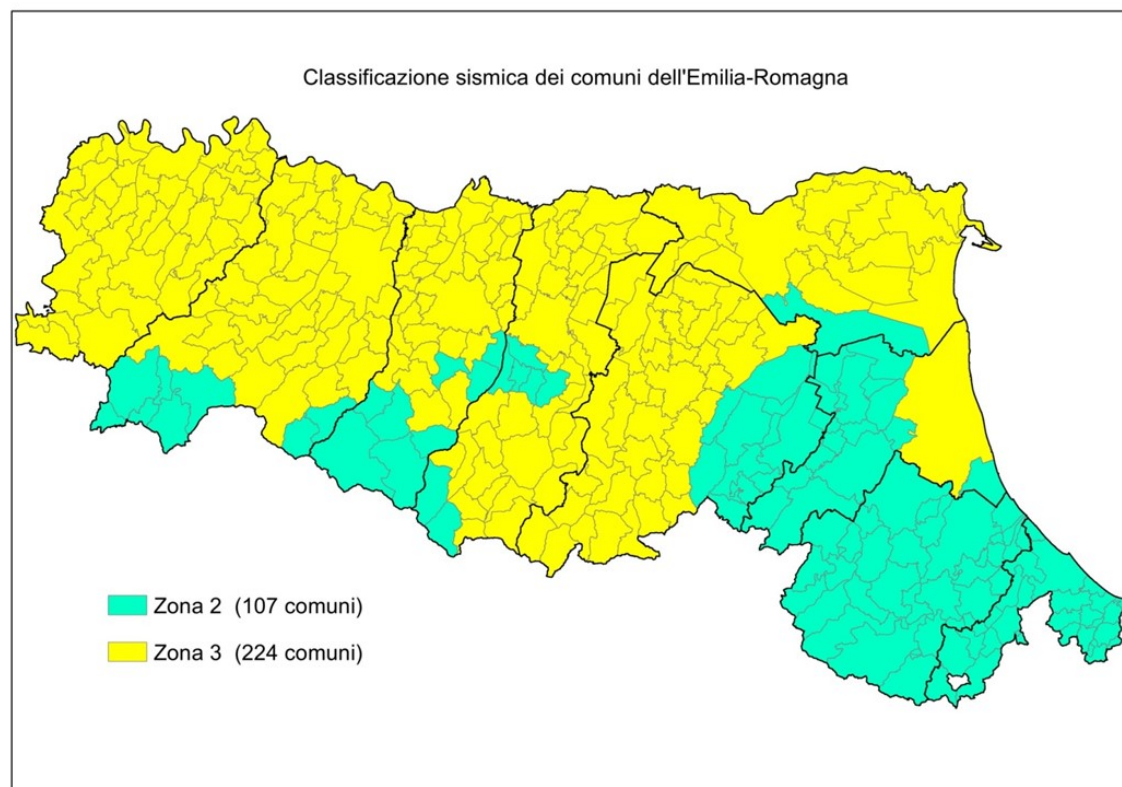 Classificazione sismica dei comuni dell'Emilia-Romagna
Zona 2 (107 comuni)
Zona 3 (224 comuni)